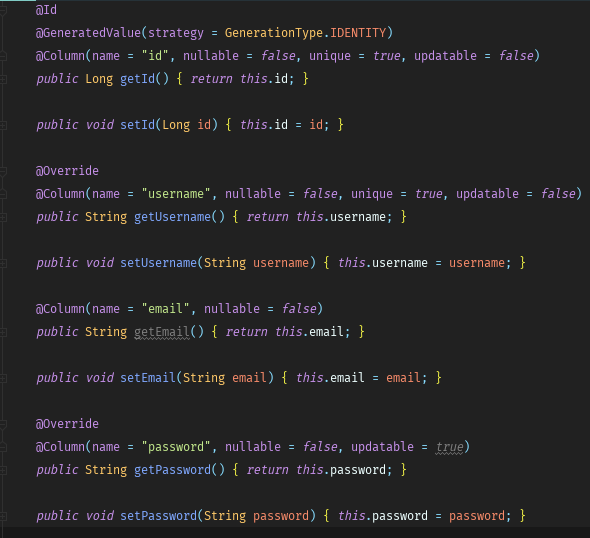 @Id
@GeneratedValue(strategy = GenerationType.IDENTITY)
@Column(name = "id", nullable = false, unique = true, updatable = false)
public Long getId() { return this.id; }
public void setId(Long id) { this.id = id; }
@Override
@Column(name = "username", nullable = false, unique = true, updatable = false)
public String getUsername() { return this.username; }
public void setUsername(String username) { this.username = username; }
@Column(name = "email", nullable = false)
public String getEmail() { return this.email; }
public void setEmail(String email) { this.email = email; }
@Override
@Column(name = "password", nullable = false, updatable = true)
public String getPassword() { return this.password; }
public void setPassword(String password) { this.password = password; }